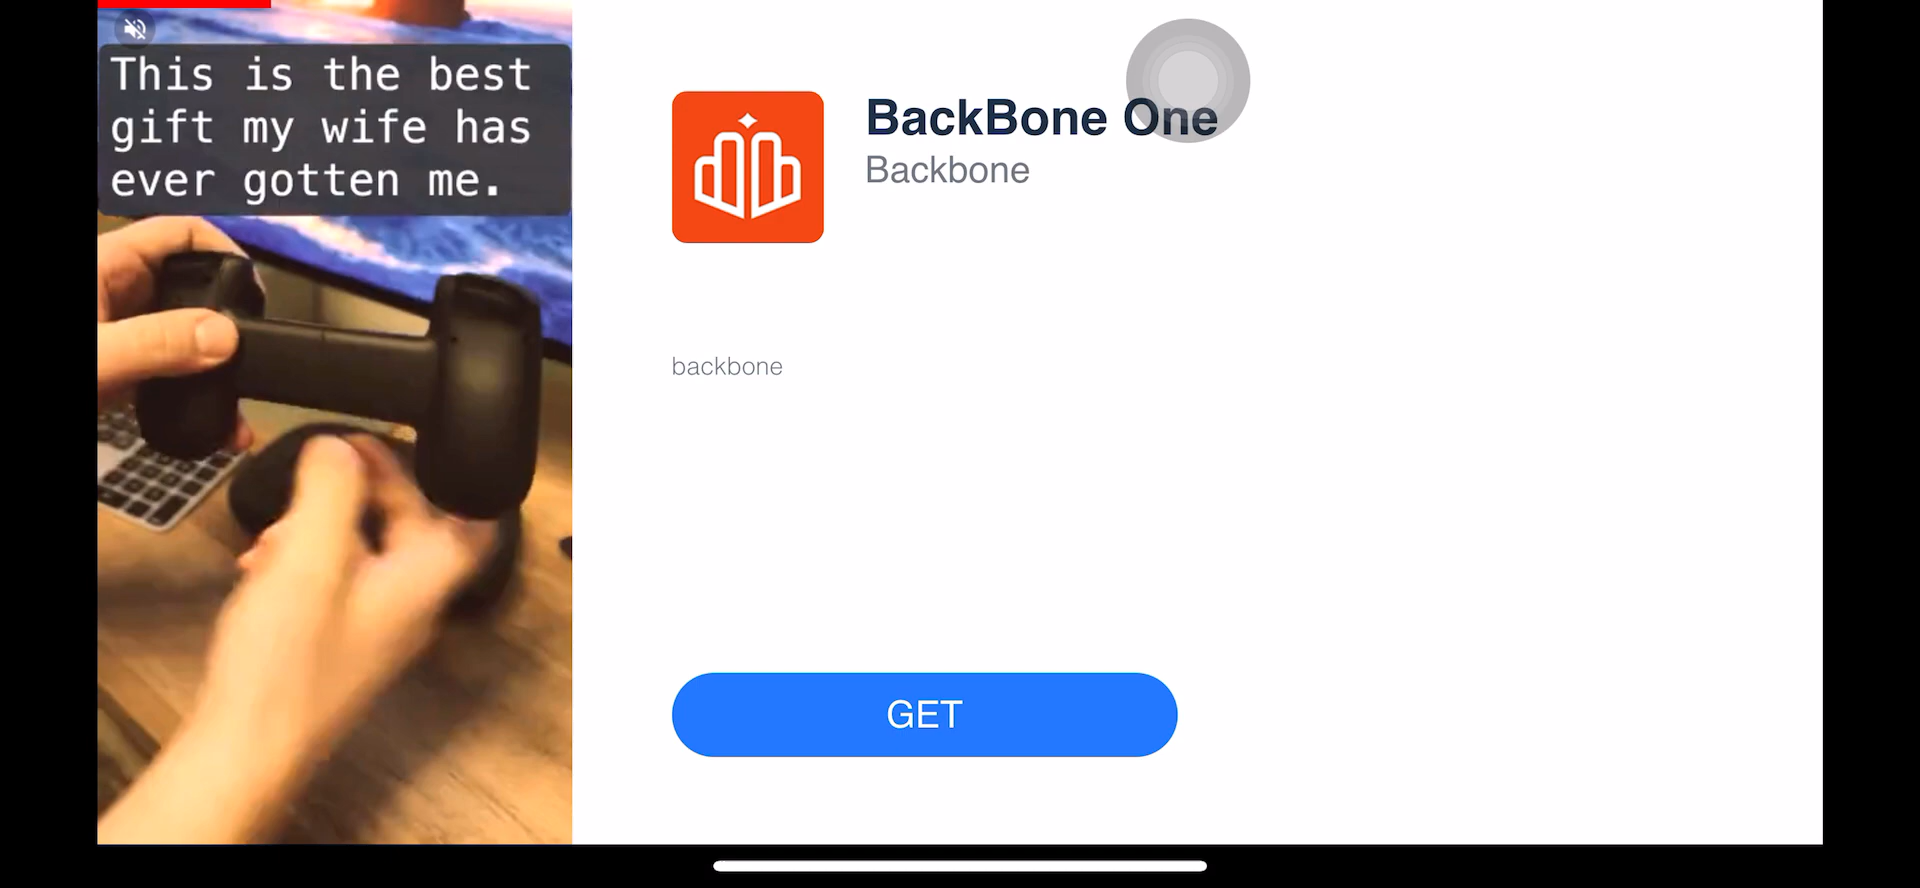 This is the best
gift my wife has
ever gotten me.
BackBone One
Backbone
backbone
GET